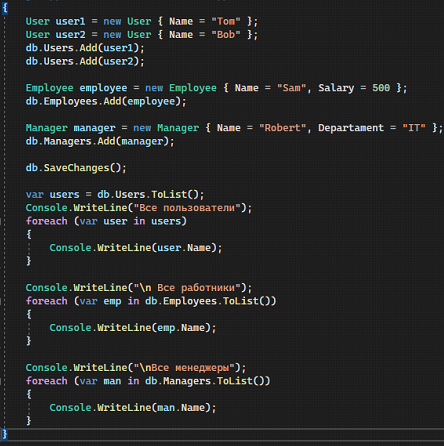 {
User user1 = new User { Name = "Tom" };
User user2 = new User { Name = "Bob" };
db.Users.Add(user1);
db.Users.Add(user2);
Employee employee = new Employee { Name = "Sam", Salary = 500 };
db.Employees.Add(employee);
Manager manager = new Manager { Name = "Robert", Departament = "IT" };
db.Managers.Add(manager);
db.SaveChanges();
var users = db.Users.ToList();
Console.WriteLine("Все пользователи");
foreach (var user in users)
{
Console.WriteLine(user.Name);
}
Console.WriteLine("\n Все работники");
foreach (var emp in db.Employees.ToList())
{
Console.WriteLine(emp.Name);
}
Console.WriteLine("\nВсе менеджеры");
foreach (var man in db.Managers.ToList())
{
Console.WriteLine(man.Name);
}
}